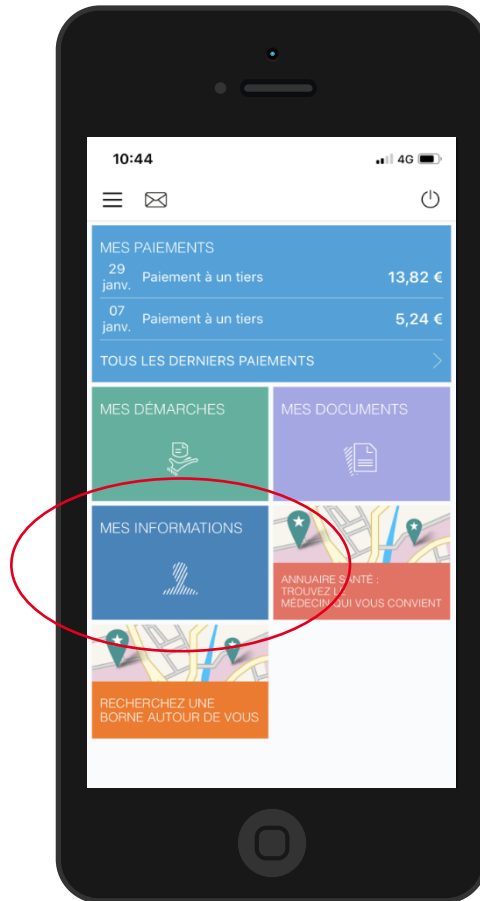 10:44
4G
MES PAIEMENTS
29
janv.
Paiement à un tiers
13,82 €
07
janv.
Paiement à un tiers
5,24 €
TOUS LES DERNIERS PAIEMENTS
MES DÉMARCHES
MES DOCUMENTS
MES INFORMATIONS
ANNUAIRE SANTÉ :
TROUVEZ LE
MÉDECIN QUI VOUS CONVIENT
RECHERCHEZ UNE
BORNE AUTOUR DE VOUS